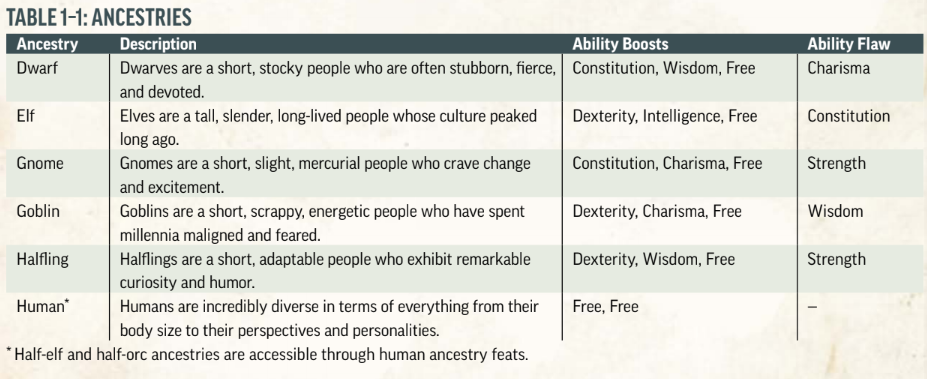 TABLE 1–1: ANCESTRIES
Ancestry Description Ability Boosts Ability Flaw
Dwarf Dwarves are a short, stocky people who are often stubborn, fierce, Constitution, Wisdom, Free Charisma
and devoted.
Elf Elves are a tall, slender, long-lived people whose culture peaked Dexterity, Intelligence, Free Constitution
long ago.
Gnome Gnomes are a short, slight, mercurial people who crave change Constitution, Charisma, Free Strength
and excitement.
Goblin Goblins are a short, scrappy, energetic people who have spent Dexterity, Charisma, Free Wisdom
millennia maligned and feared.
Halfling Halflings are a short, adaptable people who exhibit remarkable Dexterity, Wisdom, Free Strength
curiosity and humor.
Human* Humans are incredibly diverse in terms of everything from their Free, Free —
body size to their perspectives and personalities.
* Half-elf and half-orc ancestries are accessible through human ancestry feats.